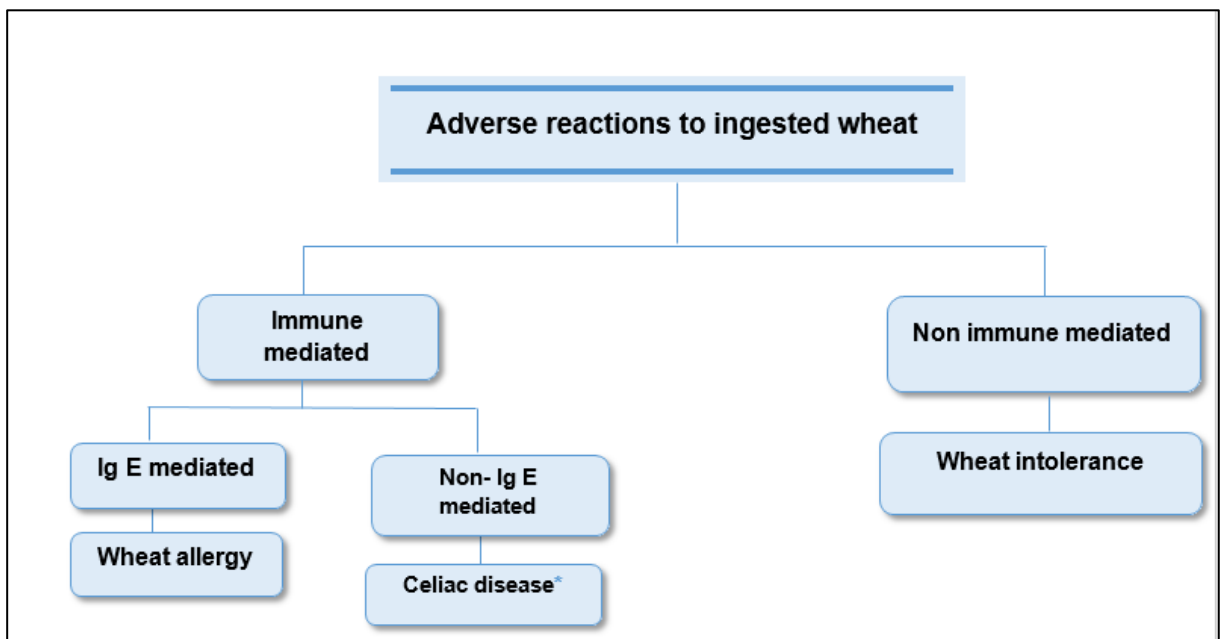 Adverse reactions to ingested wheat
Immune
mediated
Non immune mediated
Ig E mediated
Non- Ig E
mediated
Wheat intolerance
Wheat allergy
Celiac disease*